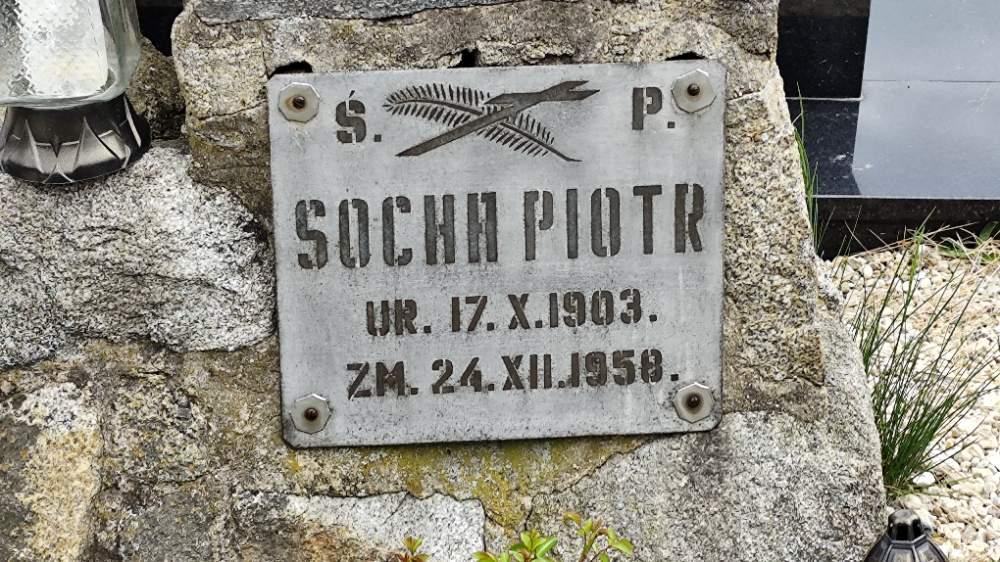 Ś. P.
SOCHA PIOTR
UR. 17.X.1903.
ZM. 24.XII.1958.